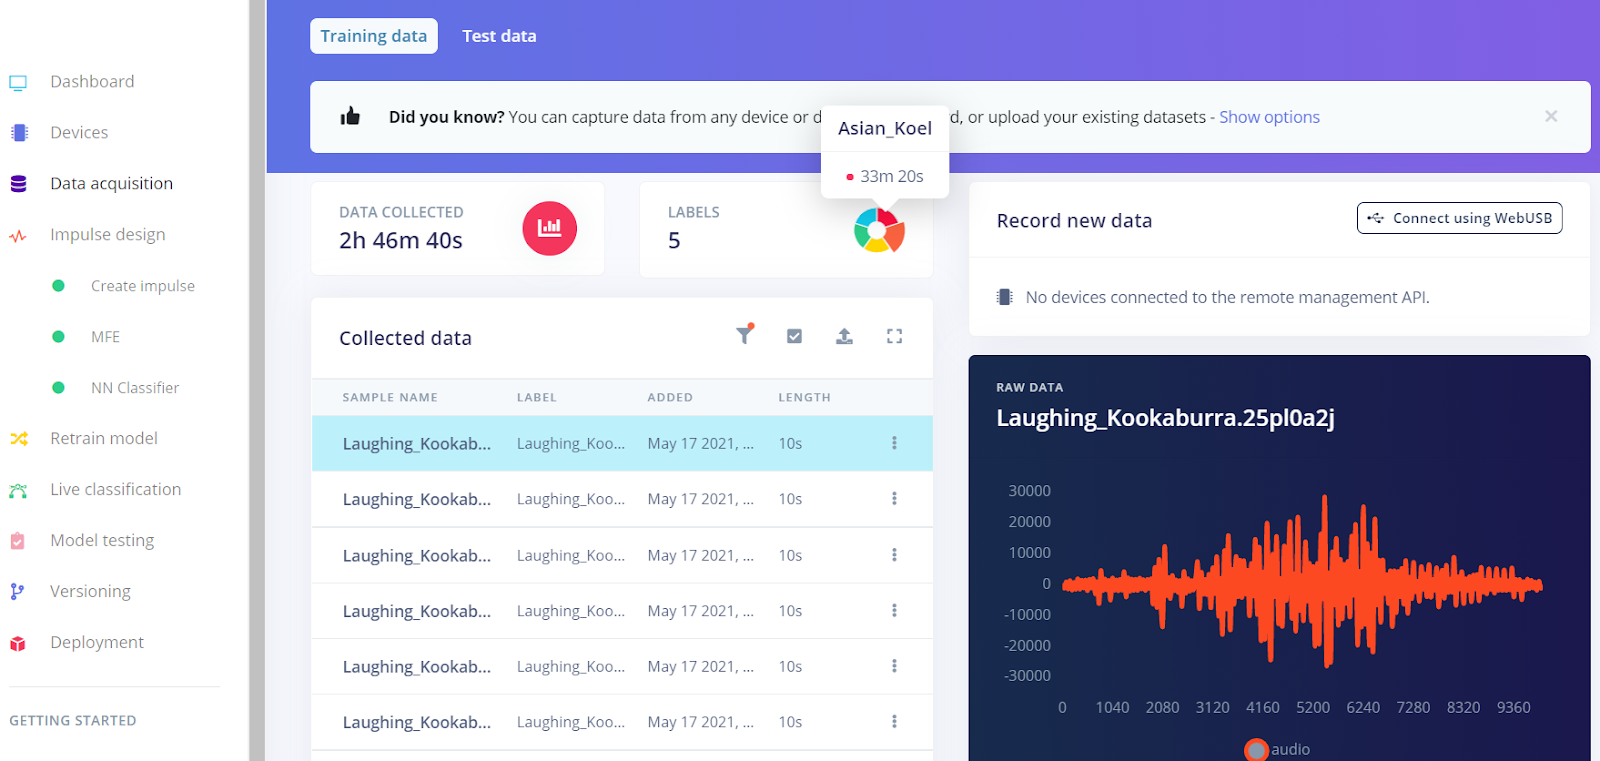 Training data
Test data
Did you know? You can capture data from any device or d
d, or upload your existing datasets - Show options
Asian_Koel
33m 20s
Dashboard
Devices
Data acquisition
Impulse design
Create impulse
MFE
NN Classifier
Retrain model
Live classification
Model testing
Versioning
Deployment
GETTING STARTED
DATA COLLECTED
2h 46m 40s
LABELS
5
Collected data
SAMPLE NAME LABEL ADDED LENGTH
Laughing_Kookab... Laughing_Koo... May 17 2021, ... 10s
Laughing_Kookab... Laughing_Koo... May 17 2021, ... 10s
Laughing_Kookab... Laughing_Koo... May 17 2021, ... 10s
Laughing_Kookab... Laughing_Koo... May 17 2021, ... 10s
Laughing_Kookab... Laughing_Koo... May 17 2021, ... 10s
Laughing_Kookab... Laughing_Koo... May 17 2021, ... 10s
Record new data
Connect using WebUSB
No devices connected to the remote management API.
RAW DATA
Laughing_Kookaburra.25pl0a2j
30000
20000
10000
0
-10000
-20000
-30000
0 1040 2080 3120 4160 5200 6240 7280 8320 9360
audio